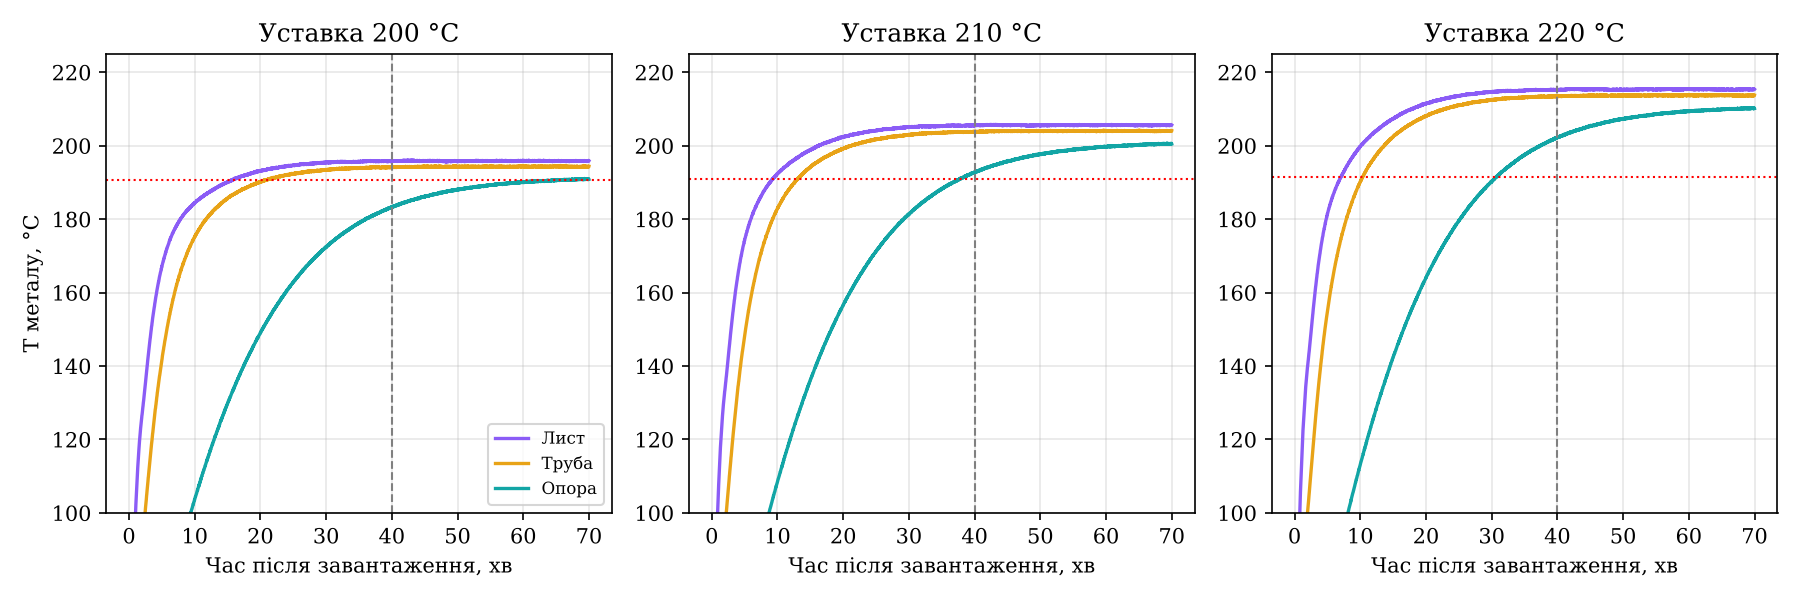 Уставка 200 °C
Уставка 210 °C
Уставка 220 °C
Т металу, °C
220
200
180
160
140
120
100
0 10 20 30 40 50 60 70
Час після завантаження, хв
Лист
Труба
Опора
220
200
180
160
140
120
100
0 10 20 30 40 50 60 70
Час після завантаження, хв
220
200
180
160
140
120
100
0 10 20 30 40 50 60 70
Час після завантаження, хв